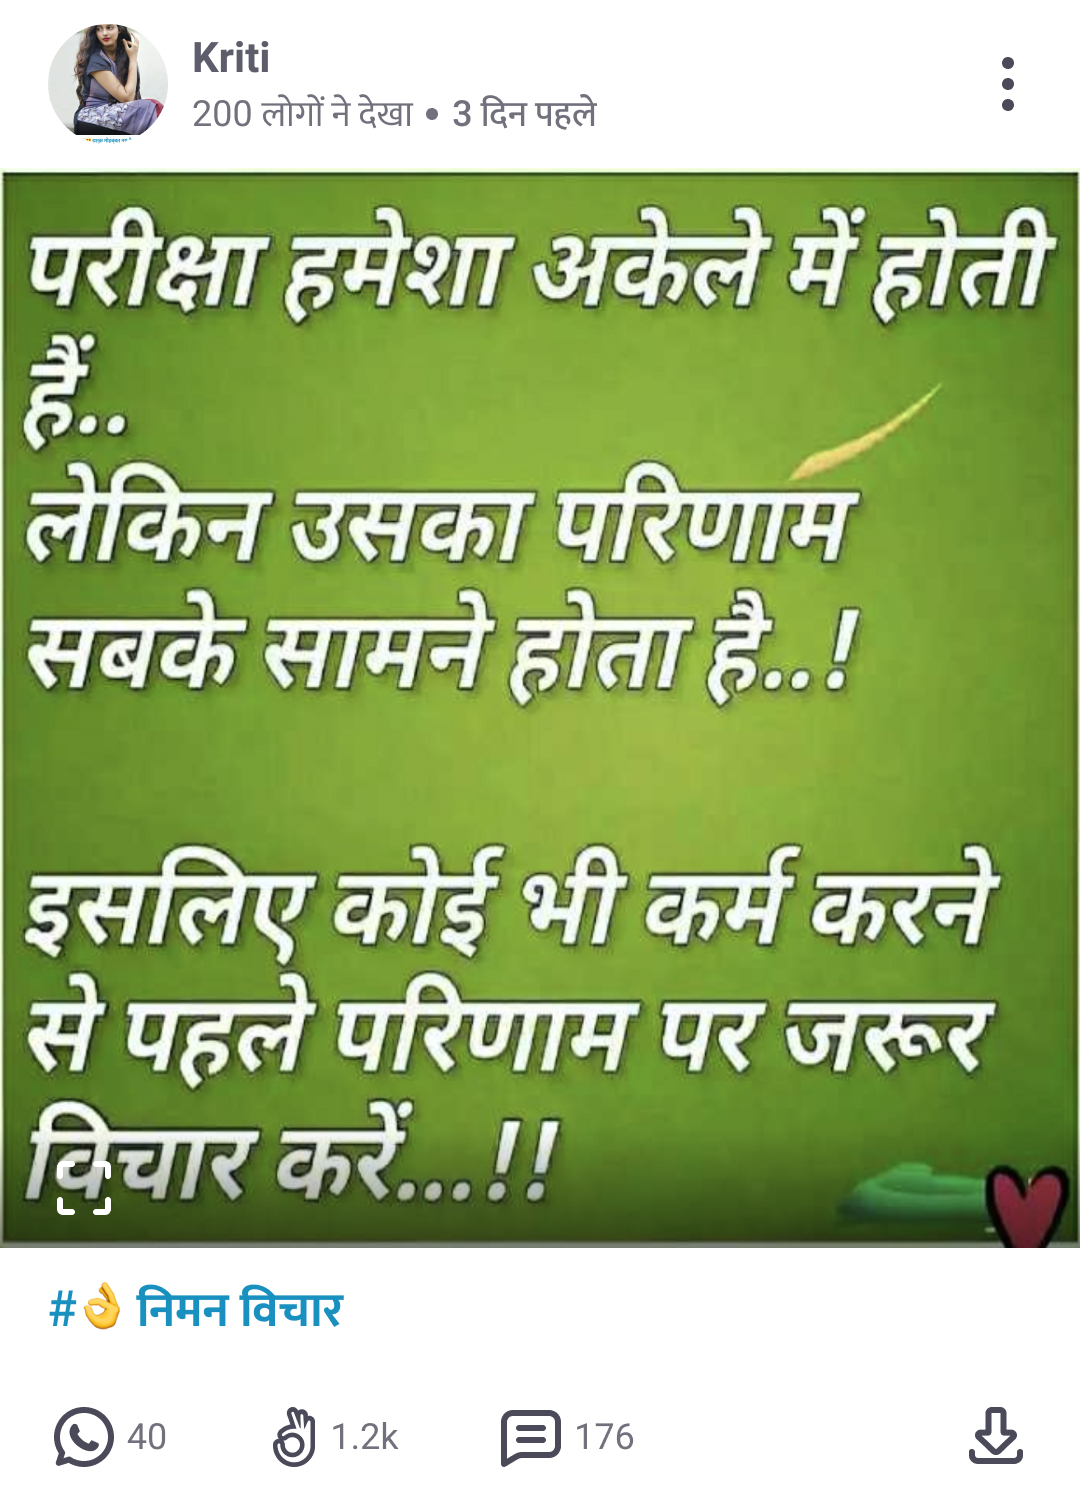 Kriti
200 लोगों ने देखा • 3 दिन पहले
परीक्षा हमेशा अकेले में होती
हैं..
लेकिन उसका परिणाम
सबके सामने होता है..!
इसलिए कोई भी कर्म करने
से पहले परिणाम पर जरूर
विचार करें...!!
#👌 निमन विचार
40 1.2k 176